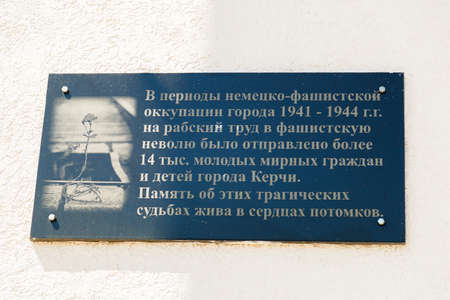 В периоды немецко-фашистской
оккупации города 1941 - 1944 г.г.
на рабский труд в фашистскую
неволю было отправлено более
14 тыс. молодых мирных граждан
и детей города Керчи.
Память об этих трагических
судьбах жива в сердцах потомков.